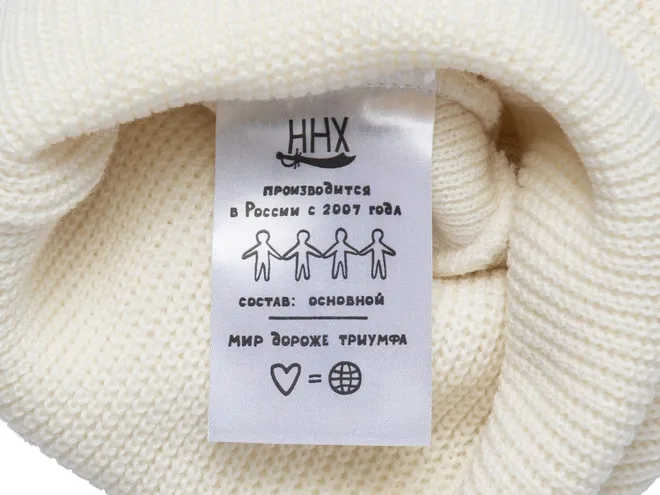 ННХ
ПРОИЗВОДИТСЯ
В РОССИИ С 2007 ГОДА
СОСТАВ: ОСНОВНОЙ
МИР ДОРОЖЕ ТРИУМФА
=